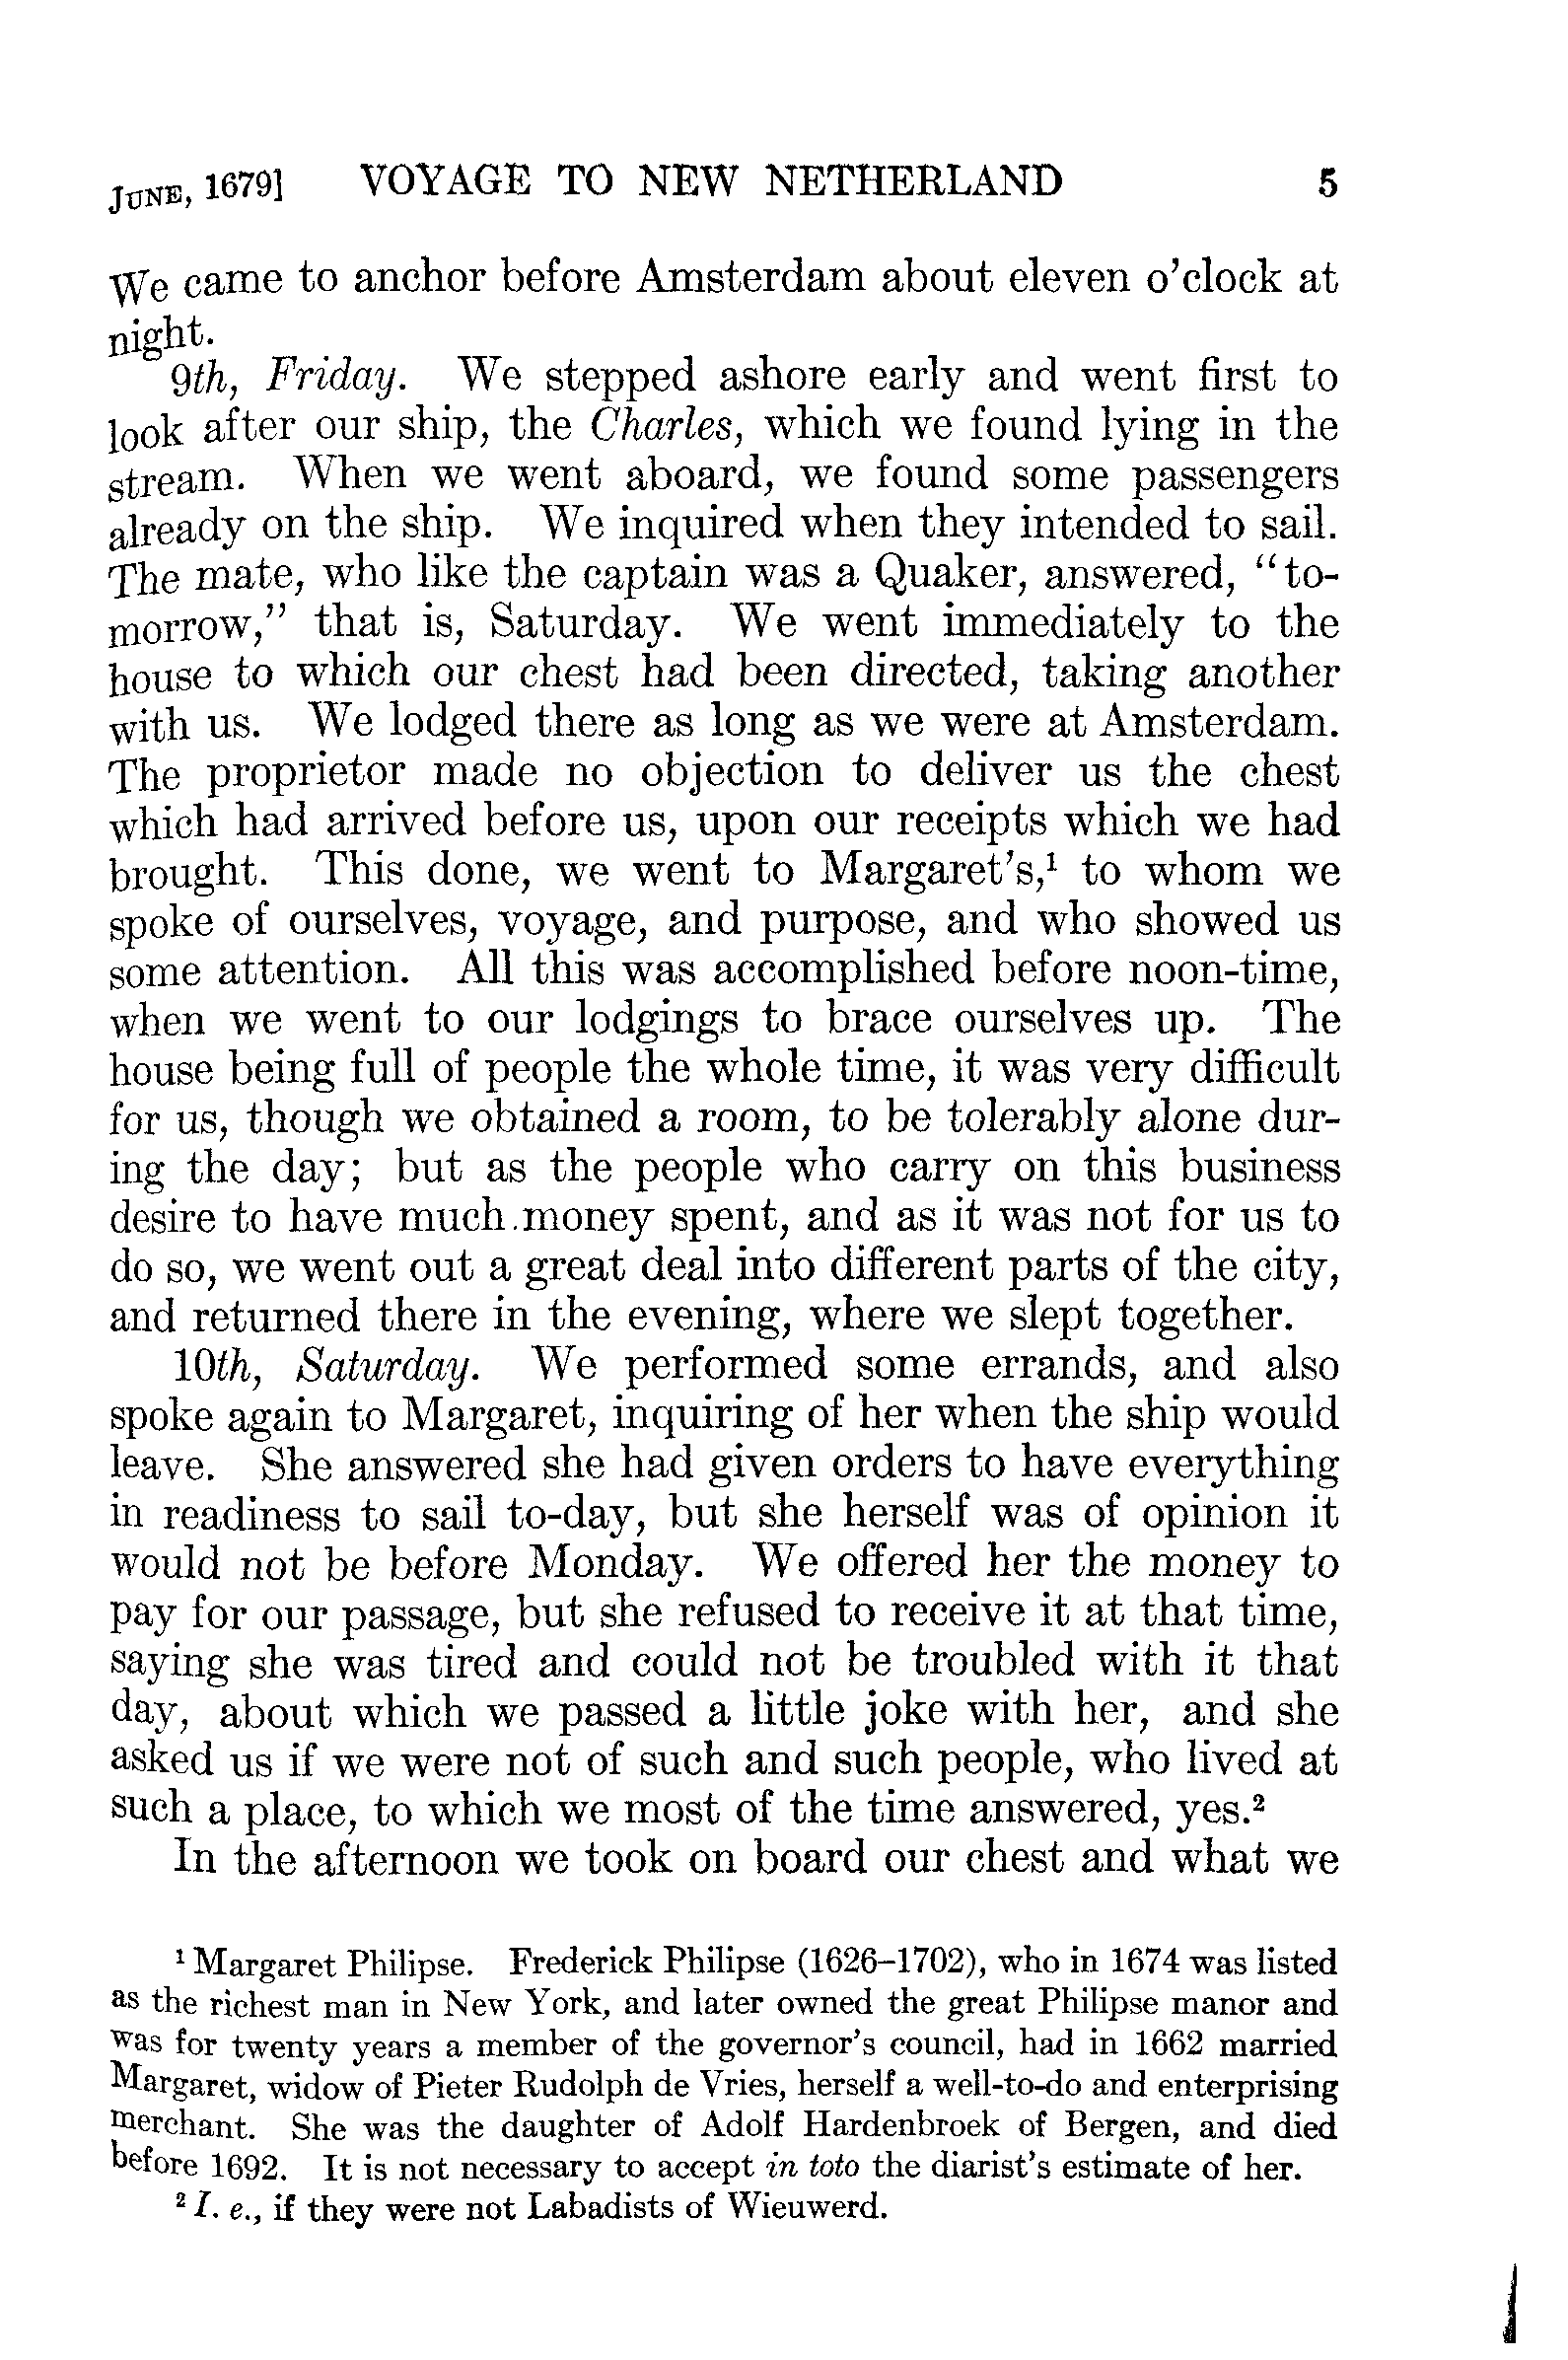 JUNE, 1679] VOYAGE TO NEW NETHERLAND 5
We came to anchor before Amsterdam about eleven o'clock at
night.
9th, Friday. We stepped ashore early and went first to
look after our ship, the Charles, which we found lying in the
stream. When we went aboard, we found some passengers
already on the ship. We inquired when they intended to sail.
The mate, who like the captain was a Quaker, answered, "to-
morrow," that is, Saturday. We went immediately to the
house to which our chest had been directed, taking another
with us. We lodged there as long as we were at Amsterdam.
The proprietor made no objection to deliver us the chest
which had arrived before us, upon our receipts which we had
brought. This done, we went to Margaret's,¹ to whom we
spoke of ourselves, voyage, and purpose, and who showed us
some attention. All this was accomplished before noon-time,
when we went to our lodgings to brace ourselves up. The
house being full of people the whole time, it was very difficult
for us, though we obtained a room, to be tolerably alone dur-
ing the day; but as the people who carry on this business
desire to have much money spent, and as it was not for us to
do so, we went out a great deal into different parts of the city,
and returned there in the evening, where we slept together.
10th, Saturday. We performed some errands, and also
spoke again to Margaret, inquiring of her when the ship would
leave. She answered she had given orders to have everything
in readiness to sail to-day, but she herself was of opinion it
would not be before Monday. We offered her the money to
pay for our passage, but she refused to receive it at that time,
saying she was tired and could not be troubled with it that
day, about which we passed a little joke with her, and she
asked us if we were not of such and such people, who lived at
such a place, to which we most of the time answered, yes.²
In the afternoon we took on board our chest and what we
¹ Margaret Philipse. Frederick Philipse (1626–1702), who in 1674 was listed
as the richest man in New York, and later owned the great Philipse manor and
was for twenty years a member of the governor's council, had in 1662 married
Margaret, widow of Pieter Rudolph de Vries, herself a well-to-do and enterprising
merchant. She was the daughter of Adolf Hardenbroek of Bergen, and died
before 1692. It is not necessary to accept in toto the diarist's estimate of her.
² I. e., if they were not Labadists of Wieuwerd.